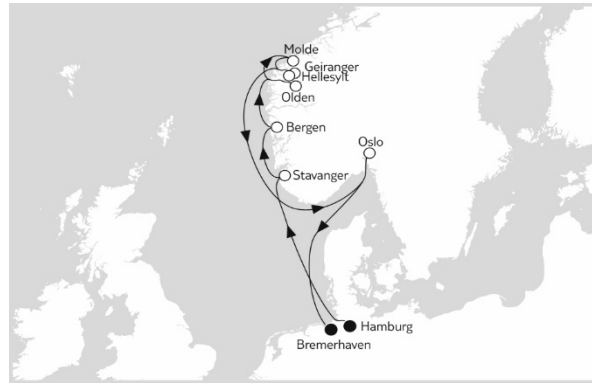 Molde
Geiranger
Hellesylt
Olden
Bergen
Oslo
Stavanger
Hamburg
Bremerhaven